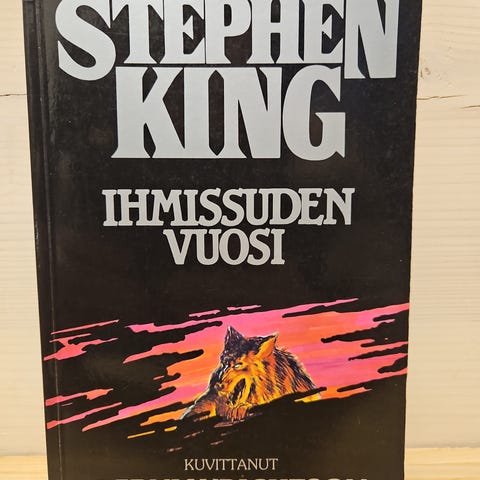 STEPHEN
KING
IHMISSUDEN
VUOSI
KUVITTANUT